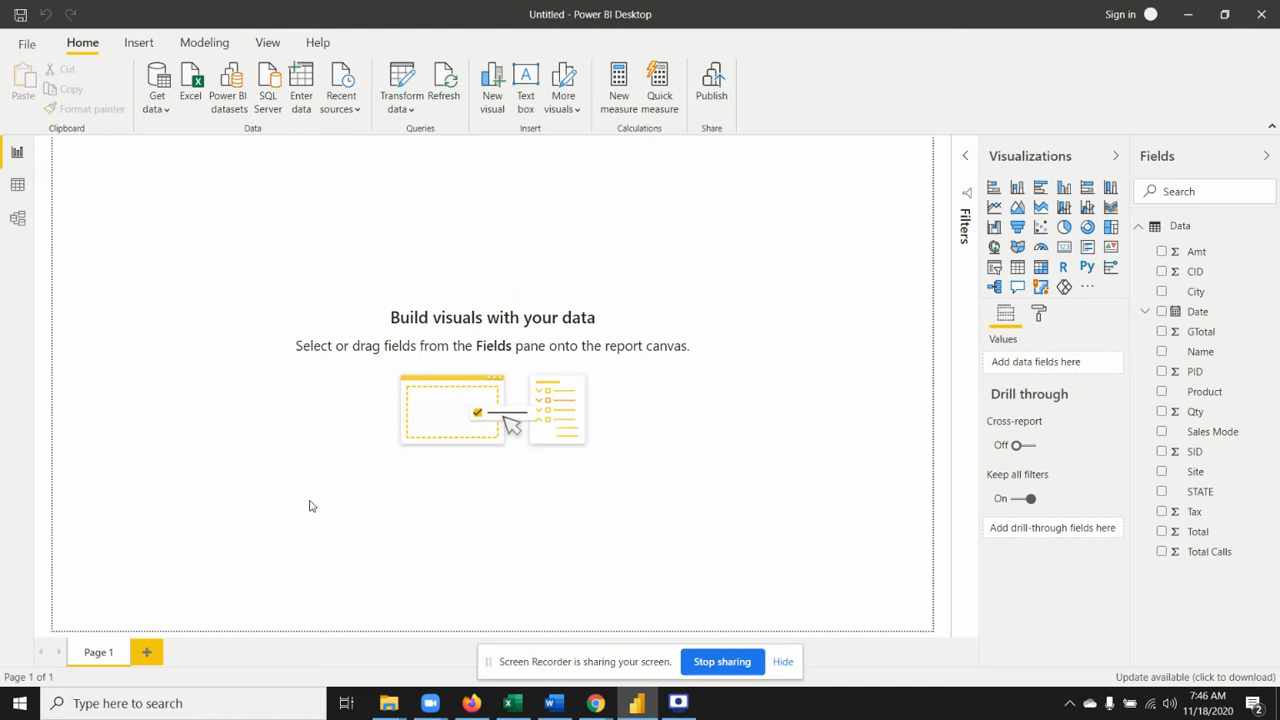 Untitled - Power BI Desktop
Sign in
File
Home
Insert
Modeling
View
Help
Paste
Cut
Copy
Format painter
Get data
Excel
Power BI datasets
SQL Server
Enter data
Recent sources
Transform data
Refresh
New visual
Text box
More visuals
New measure
Quick measure
Publish
Clipboard
Data
Queries
Insert
Calculations
Share
Build visuals with your data
Select or drag fields from the Fields pane onto the report canvas.
Filters
Visualizations
R
Py
Values
Add data fields here
Drill through
Cross-report
Off
Keep all filters
On
Add drill-through fields here
Fields
Search
Data
Amt
CID
City
Date
GTotal
Name
PID
Product
Qty
Sales Mode
SID
Site
STATE
Tax
Total
Total Calls
Page 1
Screen Recorder is sharing your screen.
Stop sharing
Hide
Page 1 of 1
Update available (click to download)
Type here to search
7:46 AM
11/18/2020
2